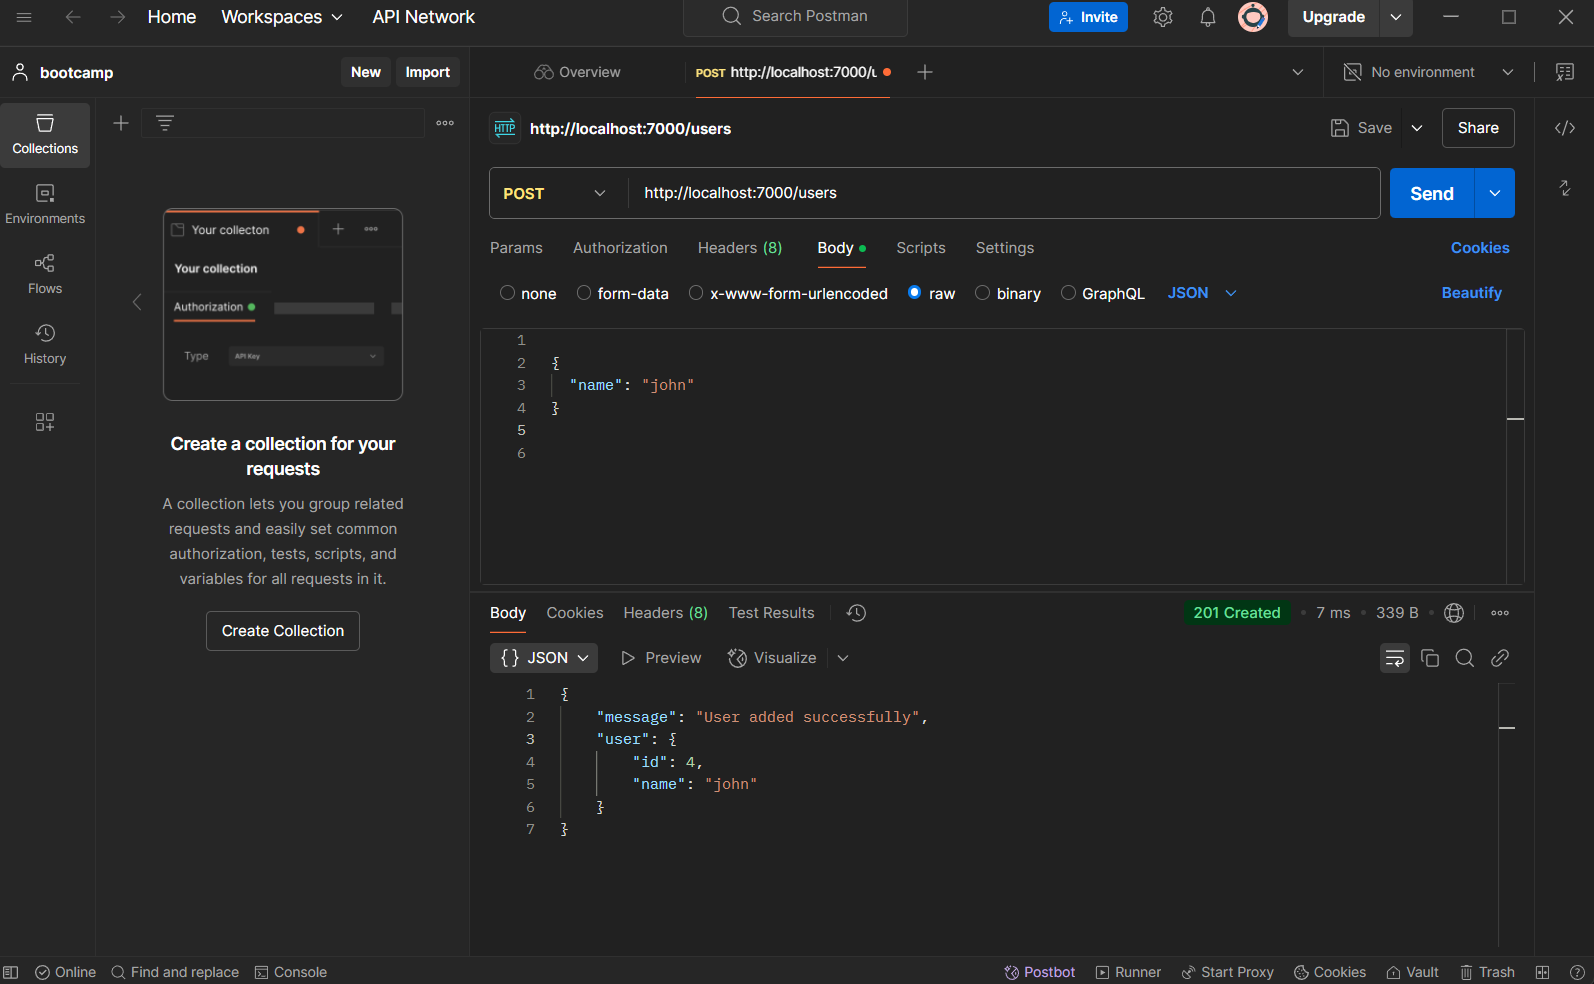 Home Workspaces API Network Search Postman Invite Upgrade
bootcamp New Import Overview POST http://localhost:7000/u No environment
HTTP http://localhost:7000/users Save Share
Collections
POST http://localhost:7000/users Send
Environments
Params Authorization Headers (8) Body Scripts Settings Cookies
none form-data x-www-form-urlencoded raw binary GraphQL JSON Beautify
Flows
History
Your collecton
Your collection
Authorization
Type API Key
Create a collection for your
requests
A collection lets you group related
requests and easily set common
authorization, tests, scripts, and
variables for all requests in it.
Create Collection
1
2 {
3 "name": "john"
4 }
5
6
Body Cookies Headers (8) Test Results 201 Created 7 ms 339 B
{} JSON Preview Visualize
1 {
2 "message": "User added successfully",
3 "user": {
4 "id": 4,
5 "name": "john"
6 }
7 }
Online Find and replace Console Postbot Runner Start Proxy Cookies Vault Trash